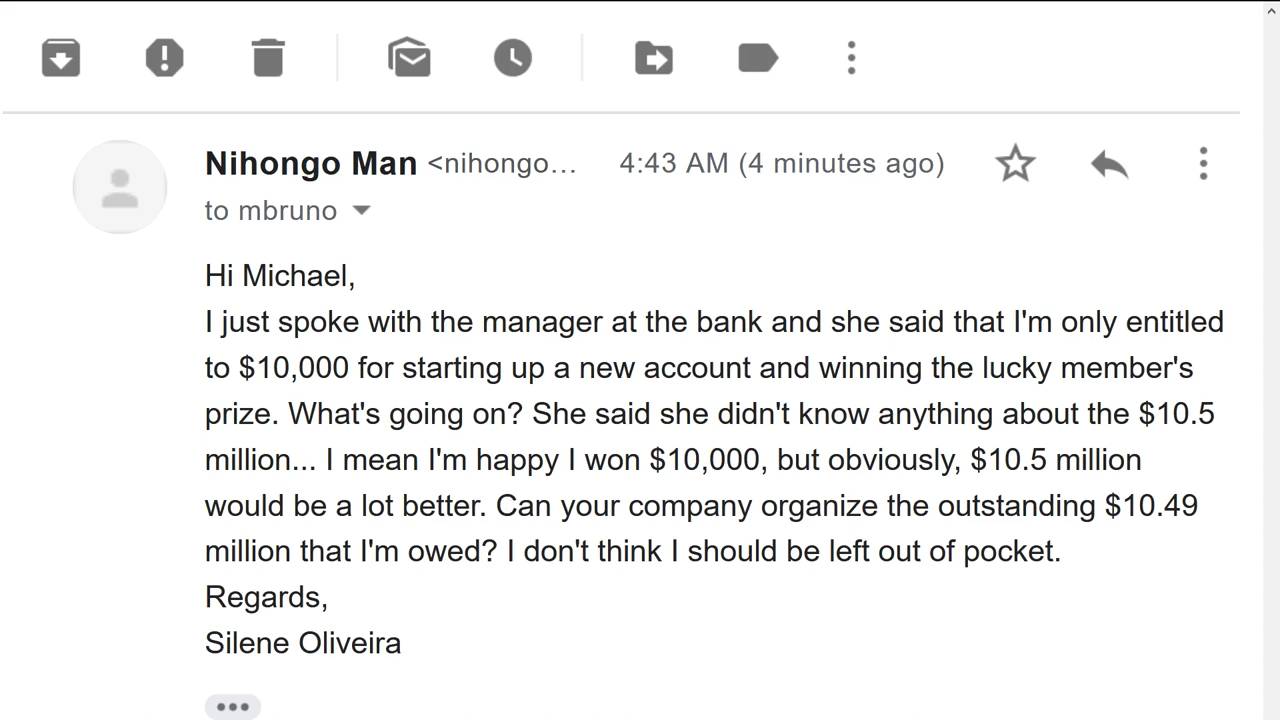 Nihongo Man <nihongo... 4:43 AM (4 minutes ago)
to mbruno
Hi Michael,
I just spoke with the manager at the bank and she said that I'm only entitled
to $10,000 for starting up a new account and winning the lucky member's
prize. What's going on? She said she didn't know anything about the $10.5
million... I mean I'm happy I won $10,000, but obviously, $10.5 million
would be a lot better. Can your company organize the outstanding $10.49
million that I'm owed? I don't think I should be left out of pocket.
Regards,
Silene Oliveira